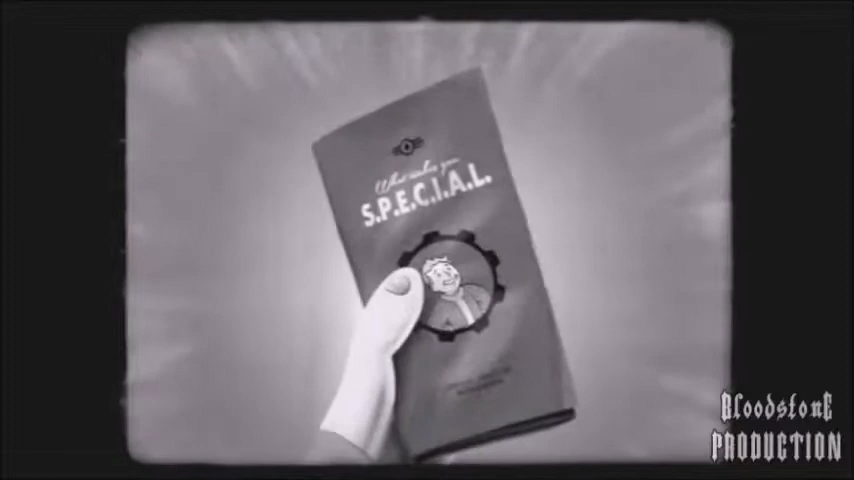 What makes you
S.P.E.C.I.A.L.
BloodstonE
PRODUCTION